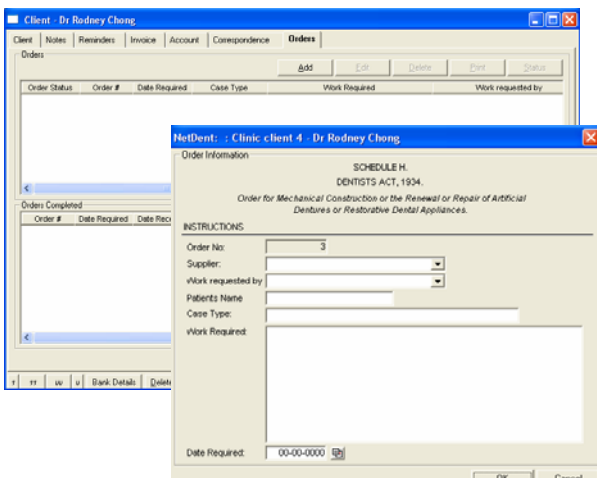 Client - Dr Rodney Chong
Client Notes Reminders Invoice Account Correspondence Orders
Orders
Add Edit Delete Print Status
Order Status Order # Date Required Case Type Work Required Work requested by
Orders Completed
Order # Date Required Date Rece
Bank Details Delete
NetDent: : Clinic client 4 - Dr Rodney Chong
Order Information
SCHEDULE H.
DENTISTS ACT, 1934.
Order for Mechanical Construction or the Renewal or Repair of Artificial
Dentures or Restorative Dental Appliances.
INSTRUCTIONS
Order No: 3
Supplier:
Work requested by
Patients Name
Case Type:
Work Required:
Date Required: 00-00-0000
OK Cancel